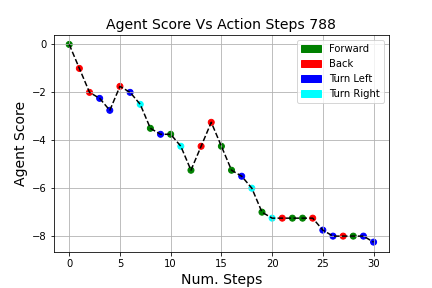 Agent Score Vs Action Steps 788
Agent Score
0
−2
−4
−6
−8
Forward
Back
Turn Left
Turn Right
0 5 10 15 20 25 30
Num. Steps